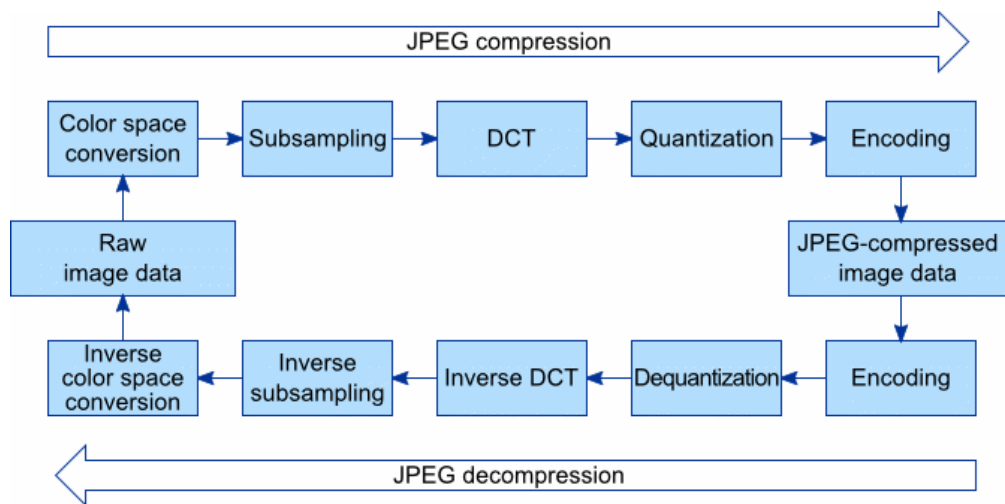 JPEG compression
Color space
conversion
Subsampling
DCT
Quantization
Encoding
Raw
image data
JPEG-compressed
image data
Inverse
color space
conversion
Inverse
subsampling
Inverse DCT
Dequantization
Encoding
JPEG decompression